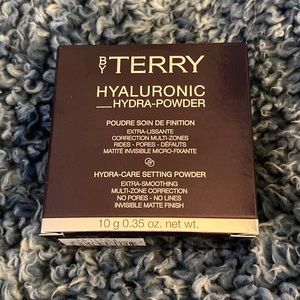 BY TERRY
HYALURONIC
HYDRA-POWDER
POUDRE SOIN DE FINITION
EXTRA-LISSANTE
CORRECTION MULTI-ZONES
RIDES - PORES - DÉFAUTS
MATITÉ INVISIBLE MICRO-FIXANTE
HYDRA-CARE SETTING POWDER
EXTRA-SMOOTHING
MULTI-ZONE CORRECTION
NO PORES - NO LINES
INVISIBLE MATTE FINISH
10 g 0.35 oz. net wt.